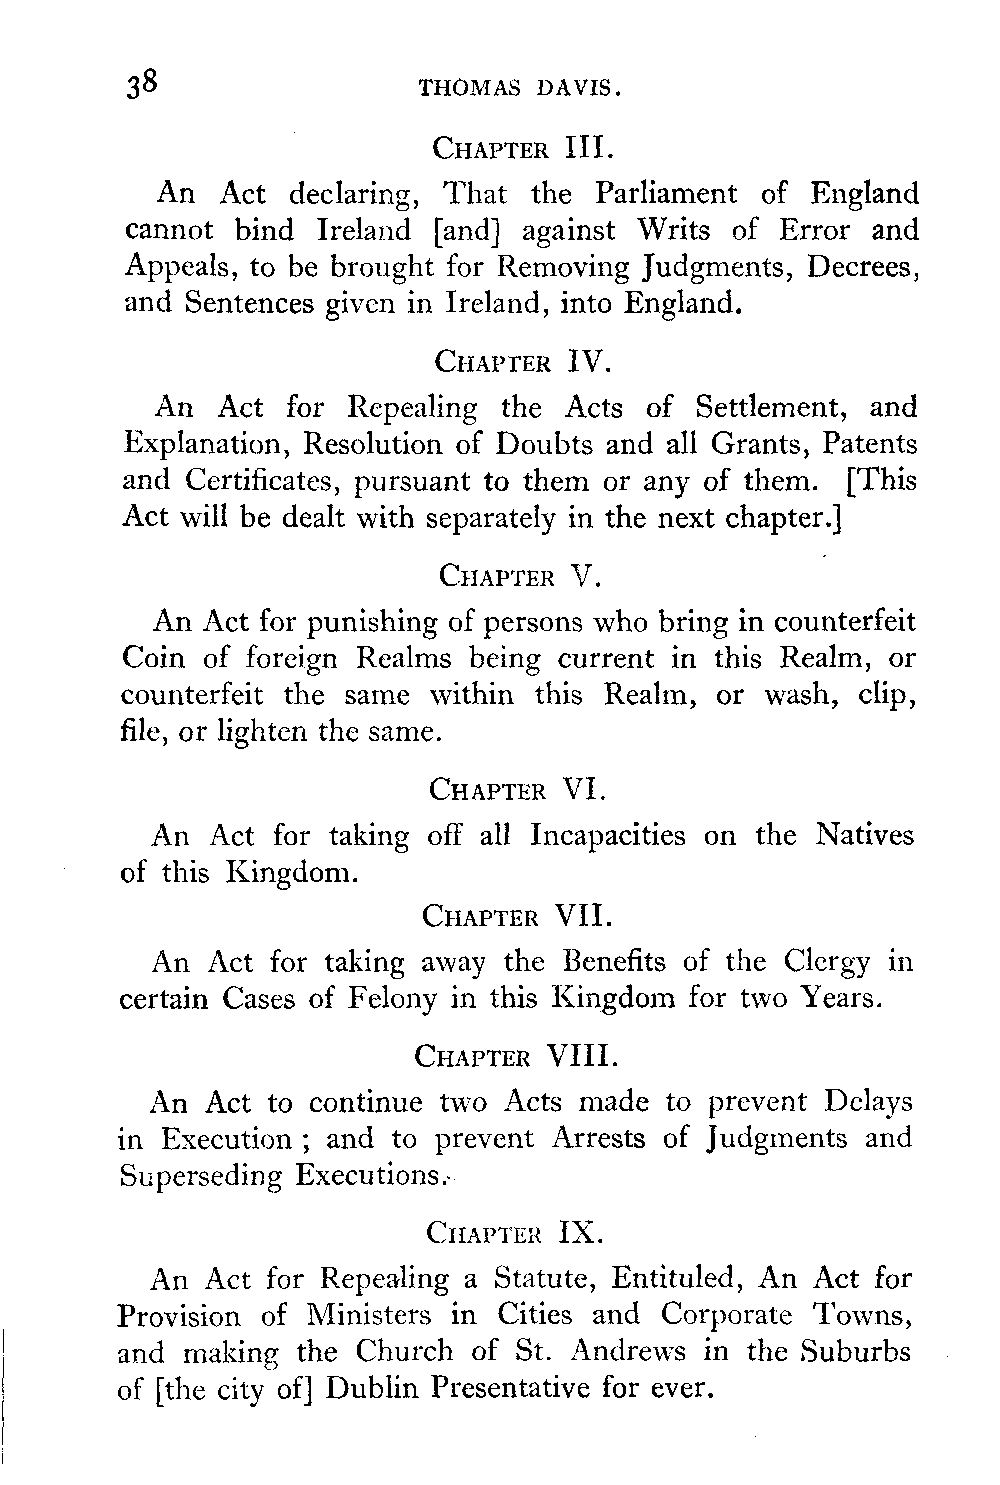 38 THOMAS DAVIS.
CHAPTER III.
An Act declaring, That the Parliament of England
cannot bind Ireland [and] against Writs of Error and
Appeals, to be brought for Removing Judgments, Decrees,
and Sentences given in Ireland, into England.
CHAPTER IV.
An Act for Repealing the Acts of Settlement, and
Explanation, Resolution of Doubts and all Grants, Patents
and Certificates, pursuant to them or any of them. [This
Act will be dealt with separately in the next chapter.]
CHAPTER V.
An Act for punishing of persons who bring in counterfeit
Coin of foreign Realms being current in this Realm, or
counterfeit the same within this Realm, or wash, clip,
file, or lighten the same.
CHAPTER VI.
An Act for taking off all Incapacities on the Natives
of this Kingdom.
CHAPTER VII.
An Act for taking away the Benefits of the Clergy in
certain Cases of Felony in this Kingdom for two Years.
CHAPTER VIII.
An Act to continue two Acts made to prevent Delays
in Execution ; and to prevent Arrests of Judgments and
Superseding Executions.
CHAPTER IX.
An Act for Repealing a Statute, Entituled, An Act for
Provision of Ministers in Cities and Corporate Towns,
and making the Church of St. Andrews in the Suburbs
of [the city of] Dublin Presentative for ever.